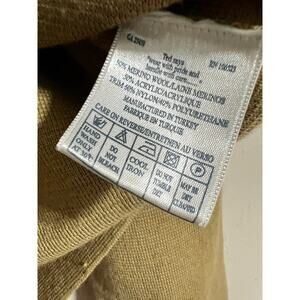 Ted says
"wear with pride and
handle with care..."
50% MERINO WOOL/LAINE MERINOS
50% ACRYLIC/ACRYLIQUE
TRIM 60% NYLON/40% POLYURETHANE
MANUFACTURED IN TURKEY
FABRIQUE EN TURQUIE
CARE ON REVERSE/ENTRETIEN AU VERSO
HAND WASH ONLY AT 30°C
DO NOT BLEACH
COOL IRON
DO NOT TUMBLE DRY
MAY BE DRY CLEANED
P